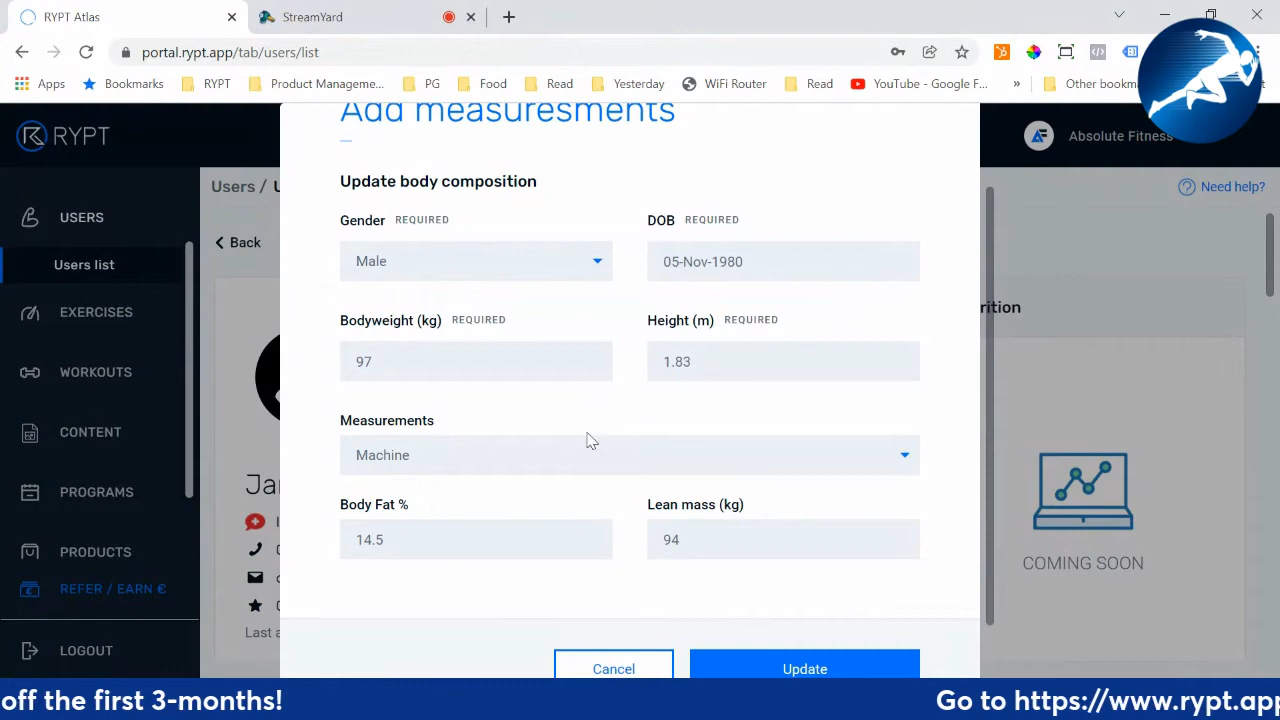 RYPT Atlas
StreamYard
portal.rypt.app/tab/users/list
Apps
Bookmarks
RYPT
Product Manageme...
PG
Food
Read
Yesterday
WiFi Router
Read
YouTube - Google F...
»
Other bookm
RYPT
Absolute Fitness
Users /
Need help?
USERS
Users list
EXERCISES
WORKOUTS
CONTENT
PROGRAMS
PRODUCTS
REFER / EARN €
LOGOUT
Back
Ja
Last a
Add measuresments
Update body composition
Gender REQUIRED
DOB REQUIRED
Male
05-Nov-1980
Bodyweight (kg) REQUIRED
Height (m) REQUIRED
97
1.83
Measurements
Machine
Body Fat %
Lean mass (kg)
14.5
94
Cancel
Update
rition
COMING SOON
off the first 3-months!
Go to https://www.rypt.app